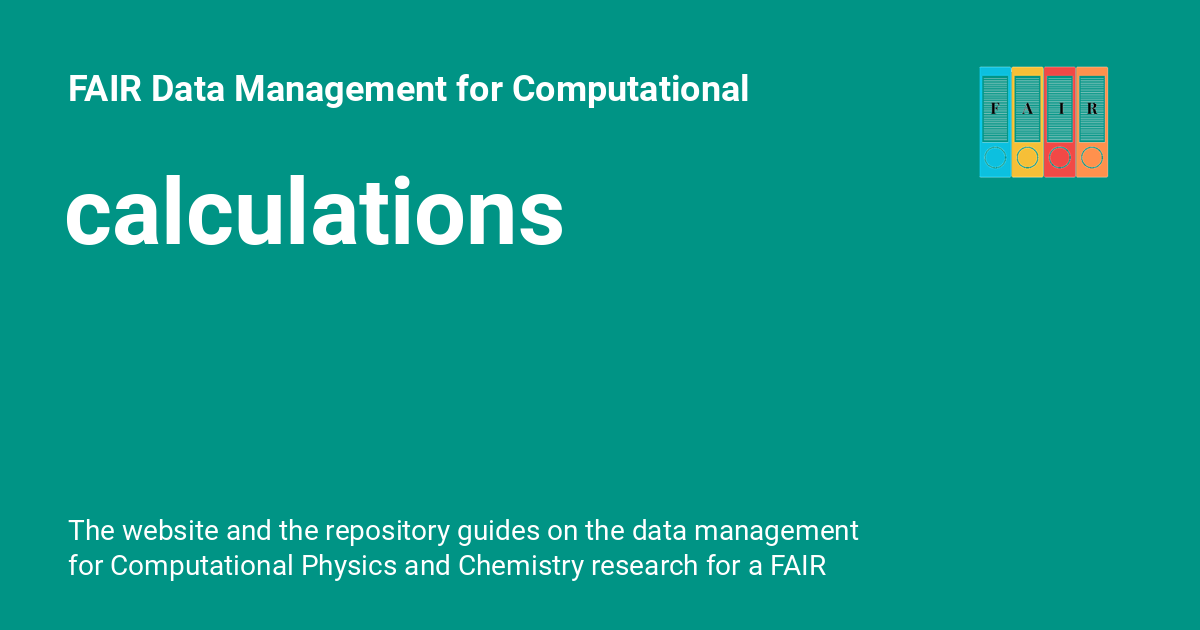 FAIR Data Management for Computational
F A I R
calculations
The website and the repository guides on the data management
for Computational Physics and Chemistry research for a FAIR